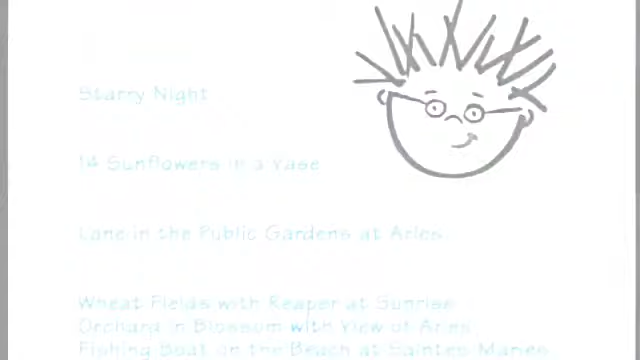 Starry Night
14 Sunflowers in a Vase
Lane in the Public Gardens at Arles
Wheat Fields with Reaper at Sunrise
Orchard in Blossom with View of Arles
Fishing Boat on the Beach at Saintes Maries